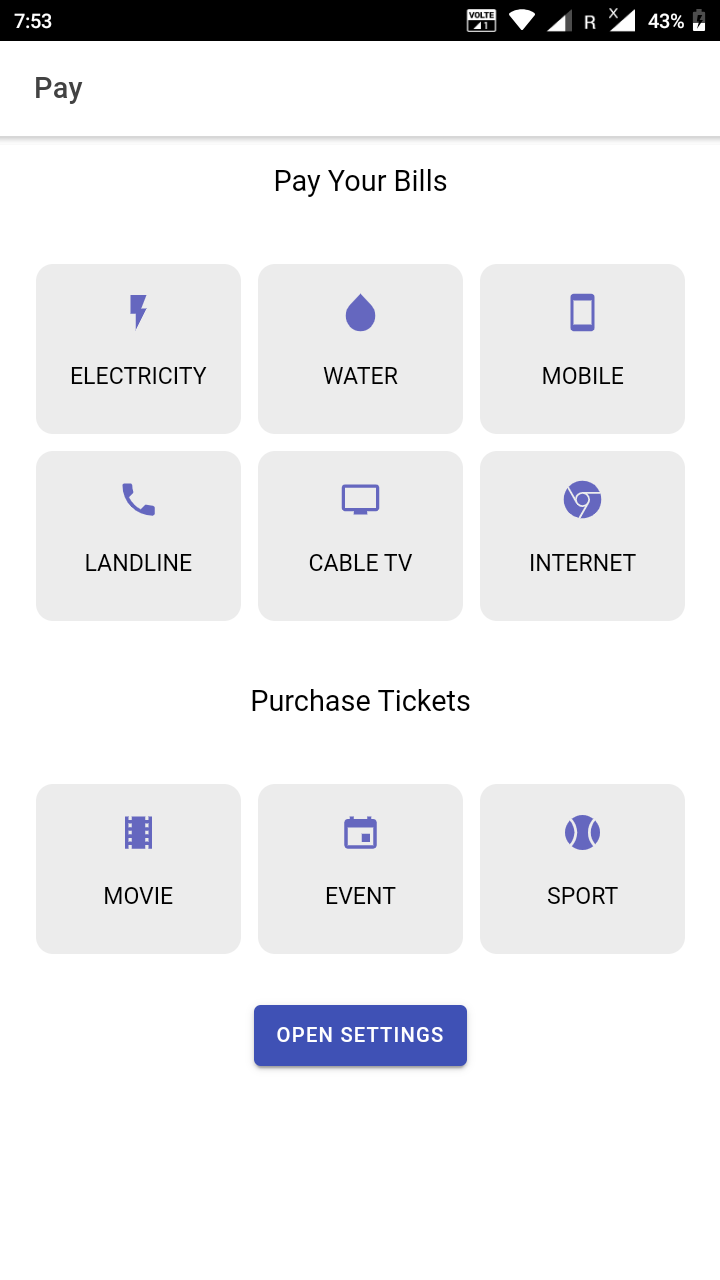 7:53 VOLTE 1 R X 43%
Pay
Pay Your Bills
ELECTRICITY WATER MOBILE
LANDLINE CABLE TV INTERNET
Purchase Tickets
MOVIE EVENT SPORT
OPEN SETTINGS